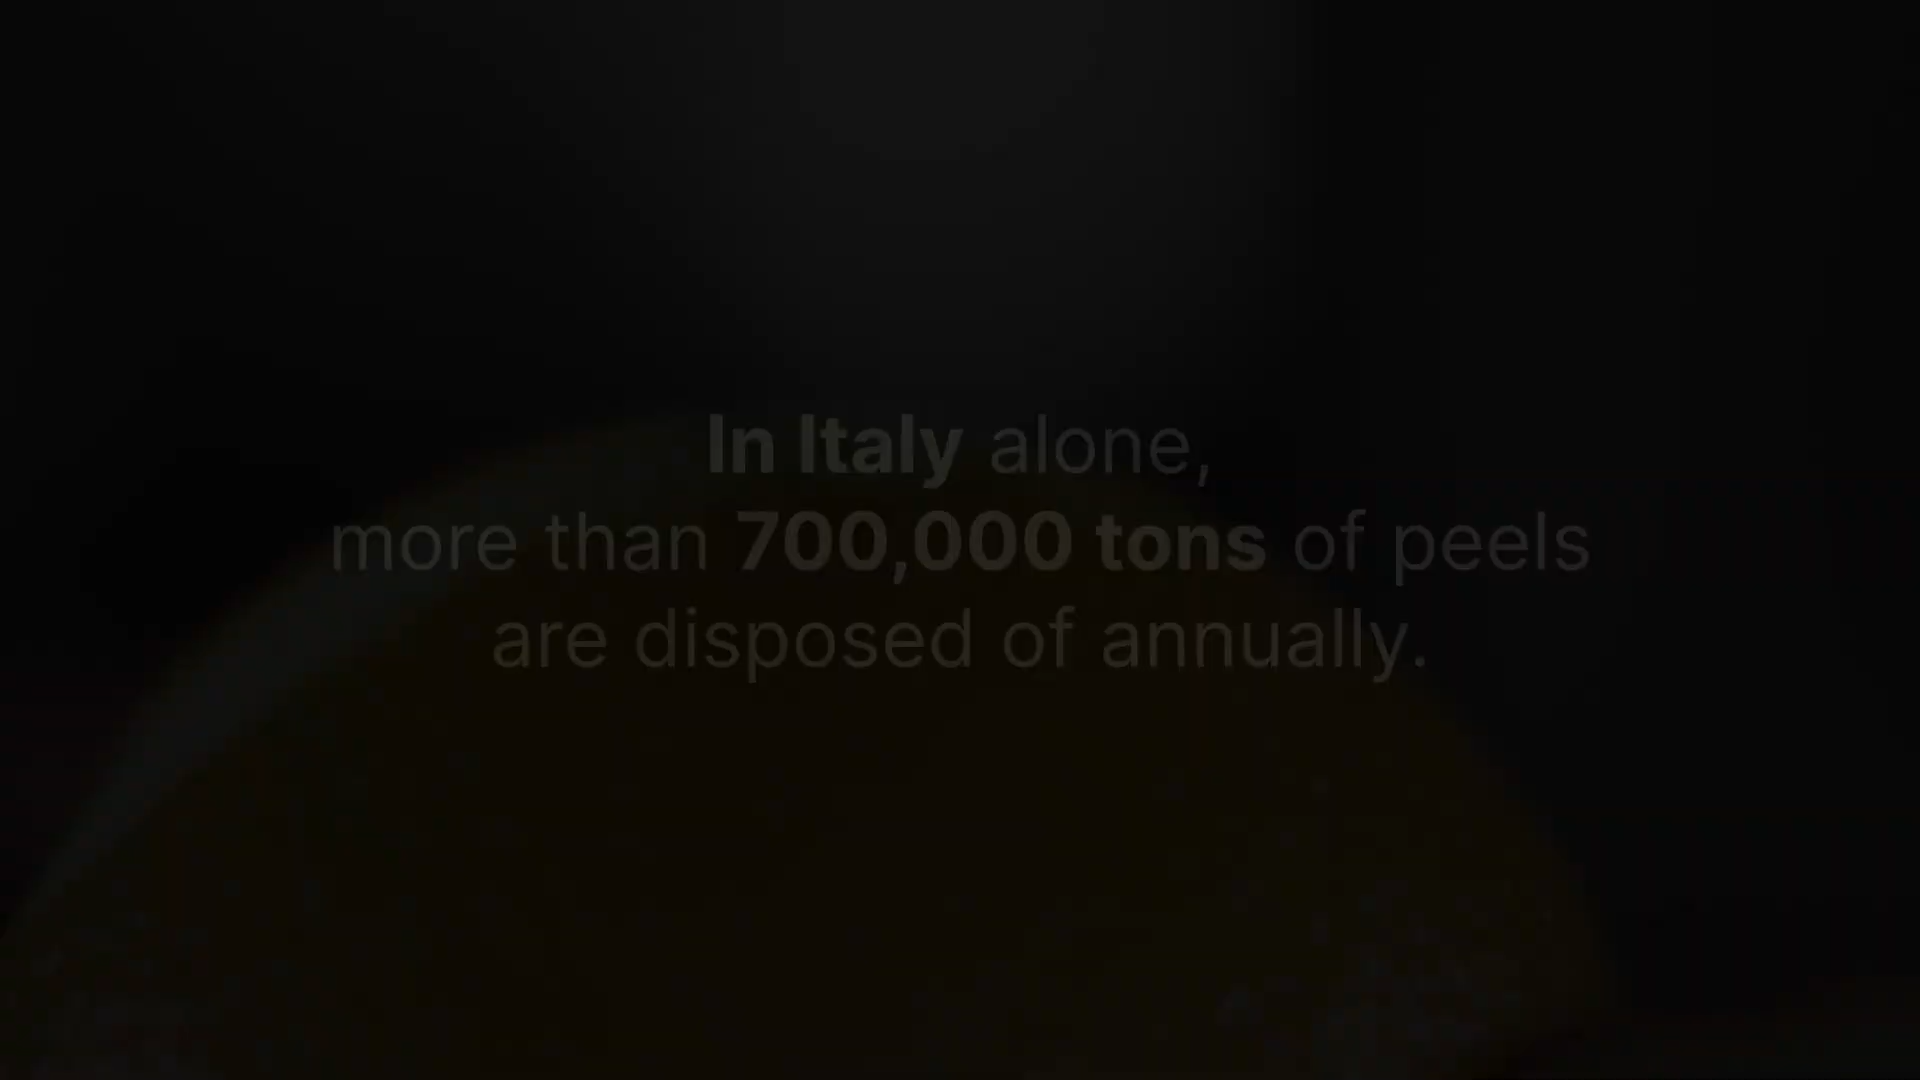 In Italy alone,
more than 700,000 tons of peels
are disposed of annually.